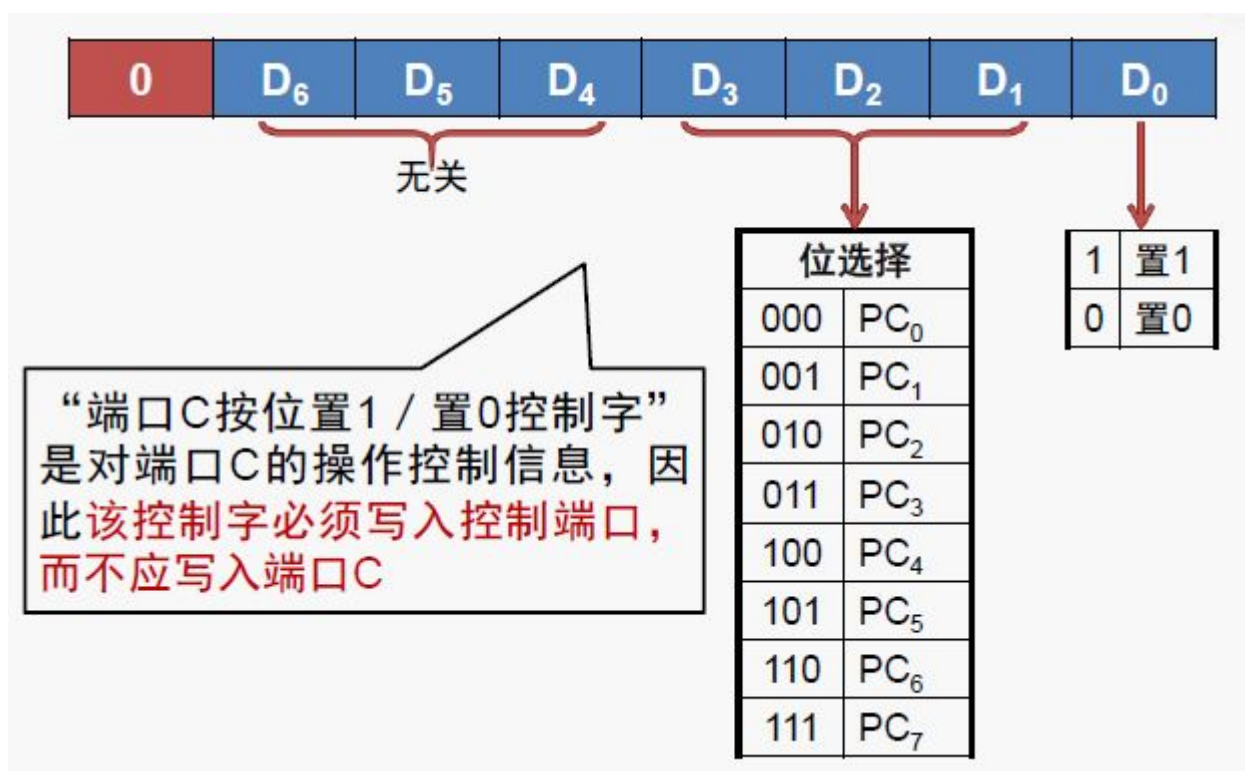 0 D₆ D₅ D₄ D₃ D₂ D₁ D₀
无关
位选择
000 PC₀
001 PC₁
010 PC₂
011 PC₃
100 PC₄
101 PC₅
110 PC₆
111 PC₇
1 置1
0 置0
“端口C按位置1／置0控制字”
是对端口C的操作控制信息，因
此该控制字必须写入控制端口，
而不应写入端口C